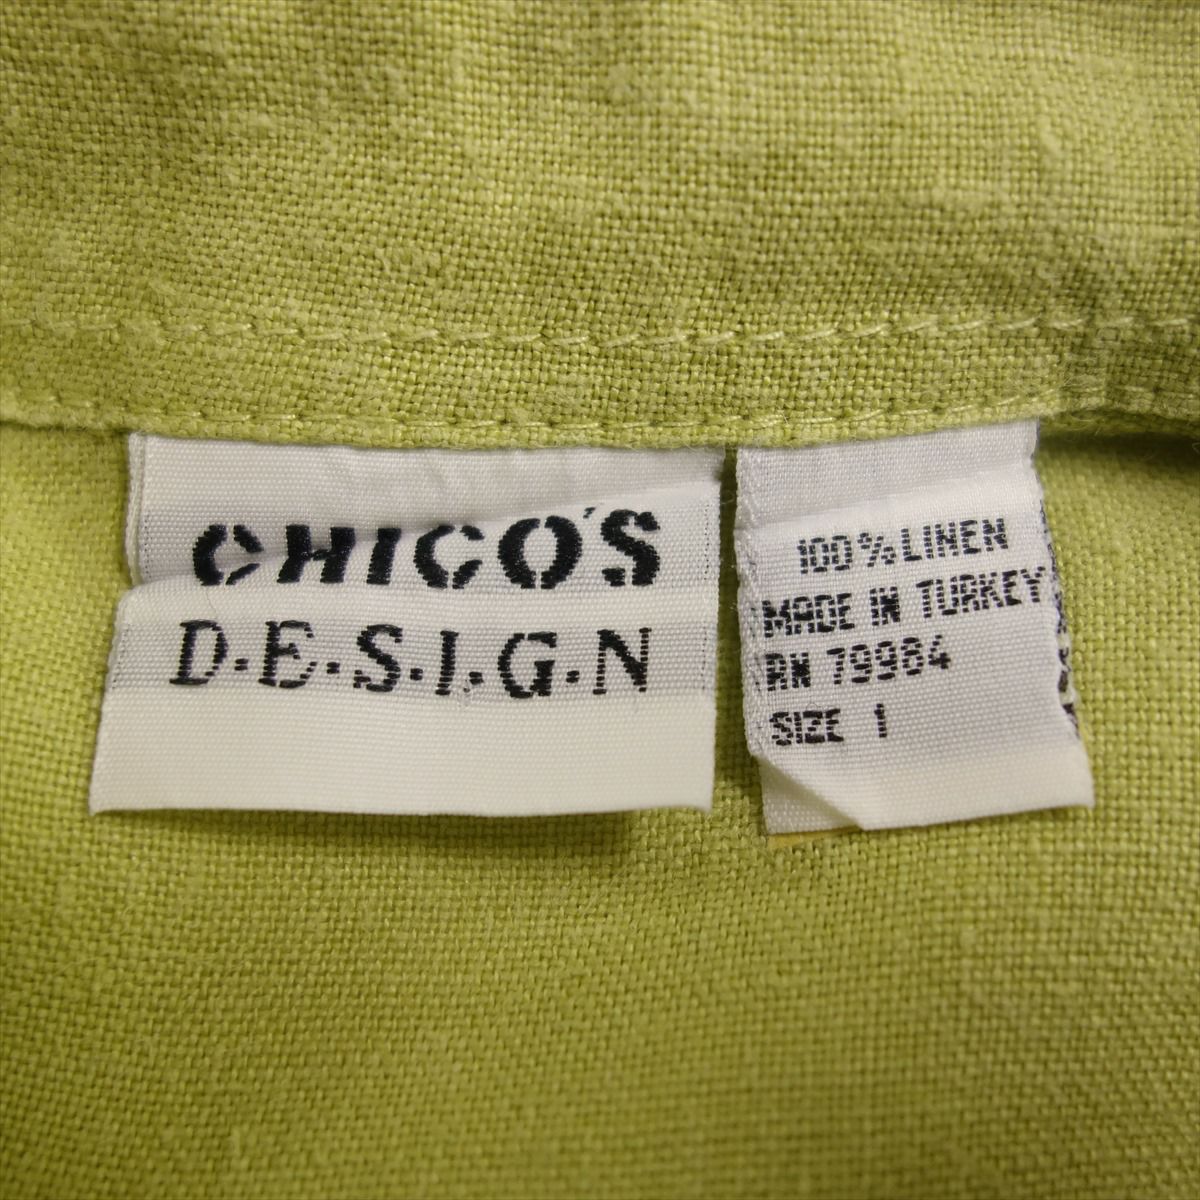 CHICO'S
D.E.S.I.G.N
100% LINEN
MADE IN TURKEY
RN 79984
SIZE 1